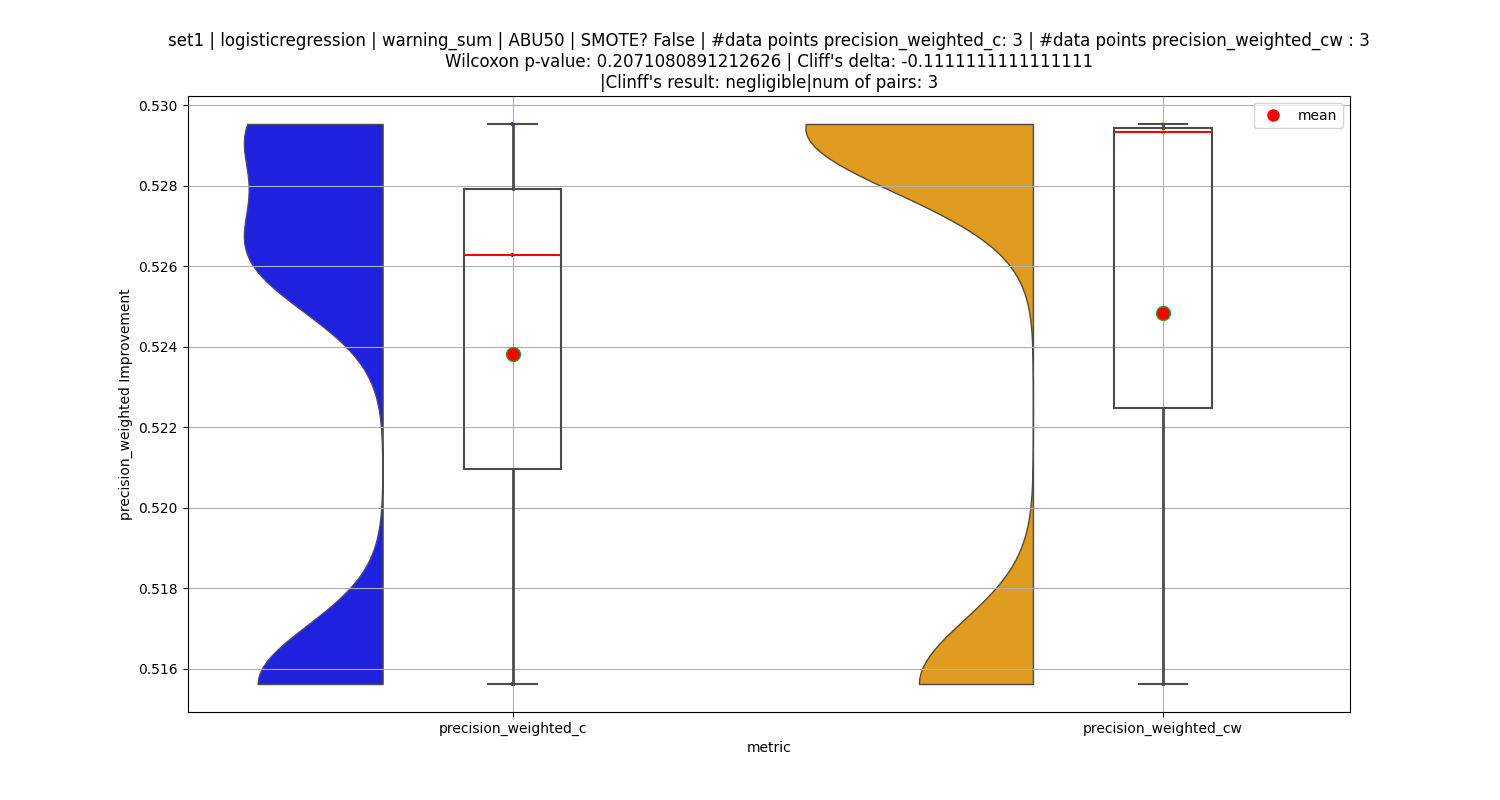 set1 | logisticregression | warning_sum | ABU50 | SMOTE? False | #data points precision_weighted_c: 3 | #data points precision_weighted_cw : 3
Wilcoxon p-value: 0.2071080891212626 | Cliff's delta: -0.1111111111111111
|Clinff's result: negligible|num of pairs: 3
mean
0.530
0.528
0.526
0.524
0.522
0.520
0.518
0.516
precision_weighted Improvement
precision_weighted_c
precision_weighted_cw
metric